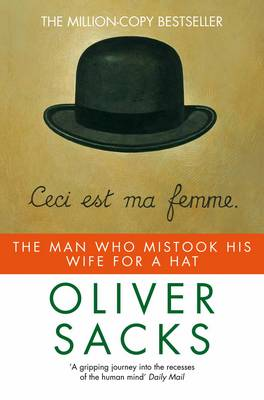 THE MILLION-COPY BESTSELLER
Ceci est ma femme.
THE MAN WHO MISTOOK HIS
WIFE FOR A HAT
OLIVER
SACKS
'A gripping journey into the recesses
of the human mind' Daily Mail